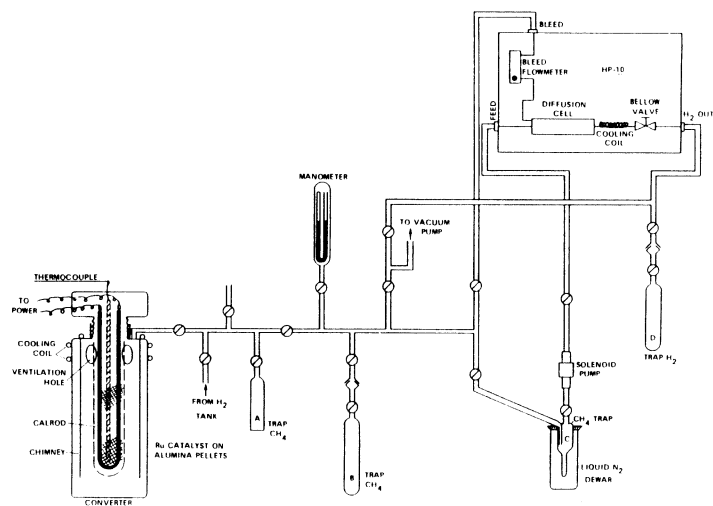 BLEED
BLEED
FLOWMETER
HP-10
FEED
DIFFUSION
CELL
BELLOW
VALVE
COOLING
COIL
H2 OUT
MANOMETER
TO VACUUM
PUMP
THERMOCOUPLE
TO
POWER
COOLING
COIL
VENTILATION
HOLE
CALROD
CHIMNEY
CONVERTER
Ru CATALYST ON
ALUMINA PELLETS
FROM H2
TANK
A
TRAP
CH4
B
TRAP
CH4
SOLENOID
PUMP
CH4 TRAP
C
LIQUID N2
DEWAR
D
TRAP H2